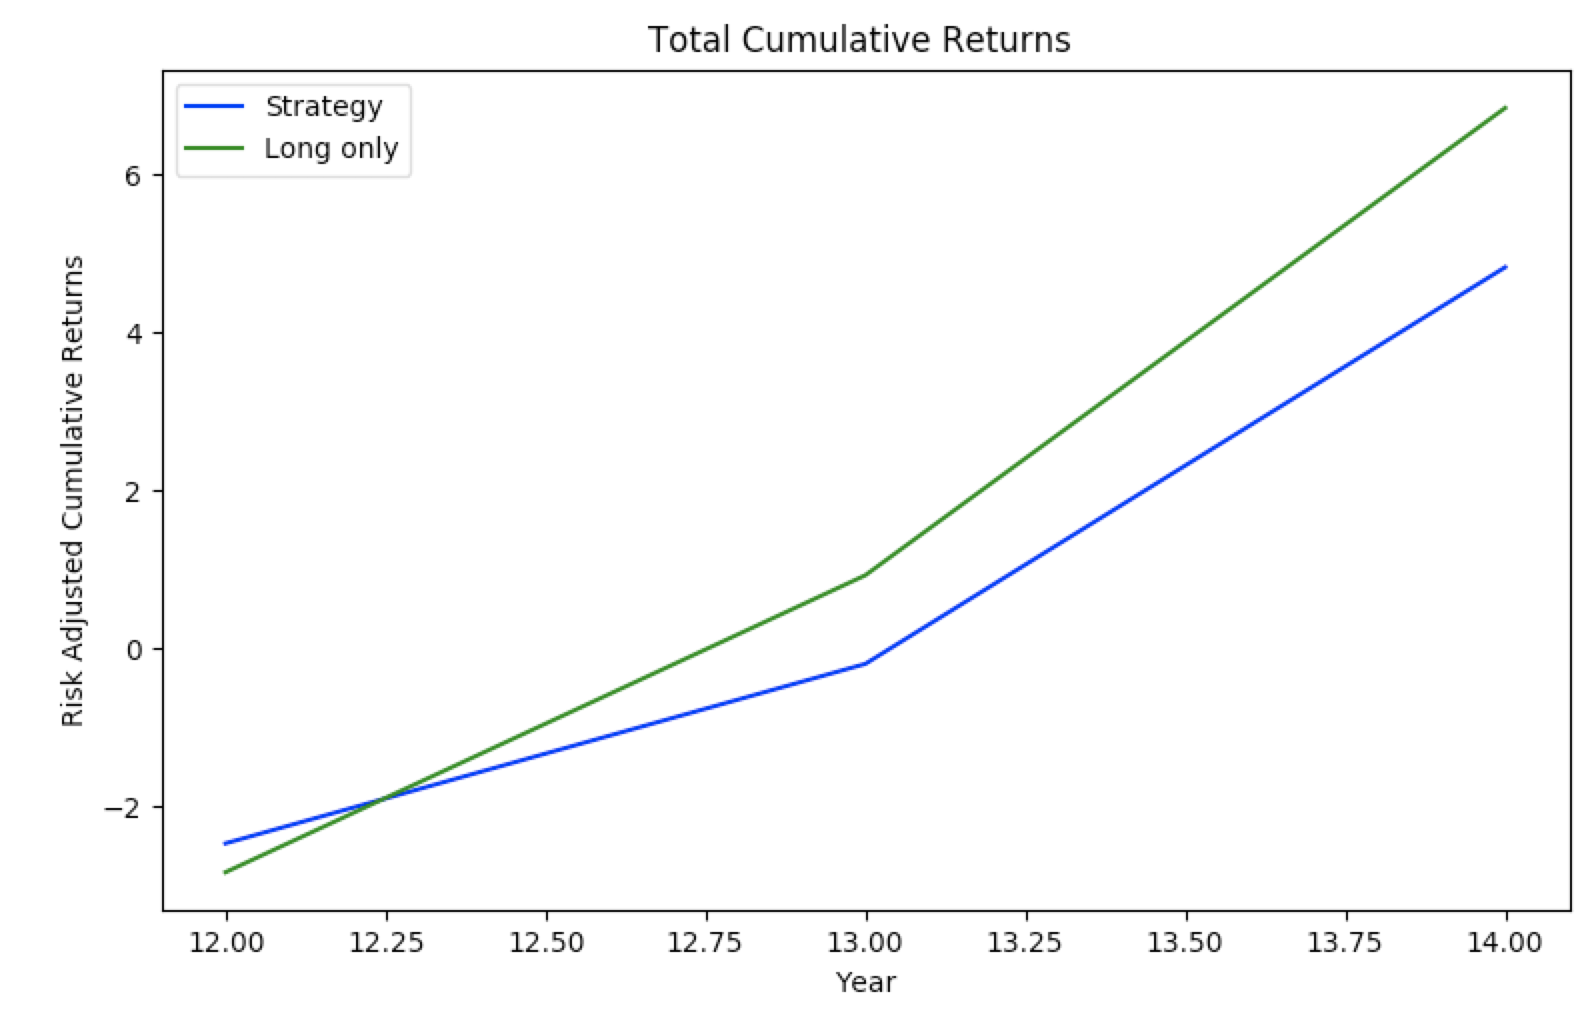 Total Cumulative Returns
Strategy
Long only
Risk Adjusted Cumulative Returns
6
4
2
0
−2
12.00 12.25 12.50 12.75 13.00 13.25 13.50 13.75 14.00
Year